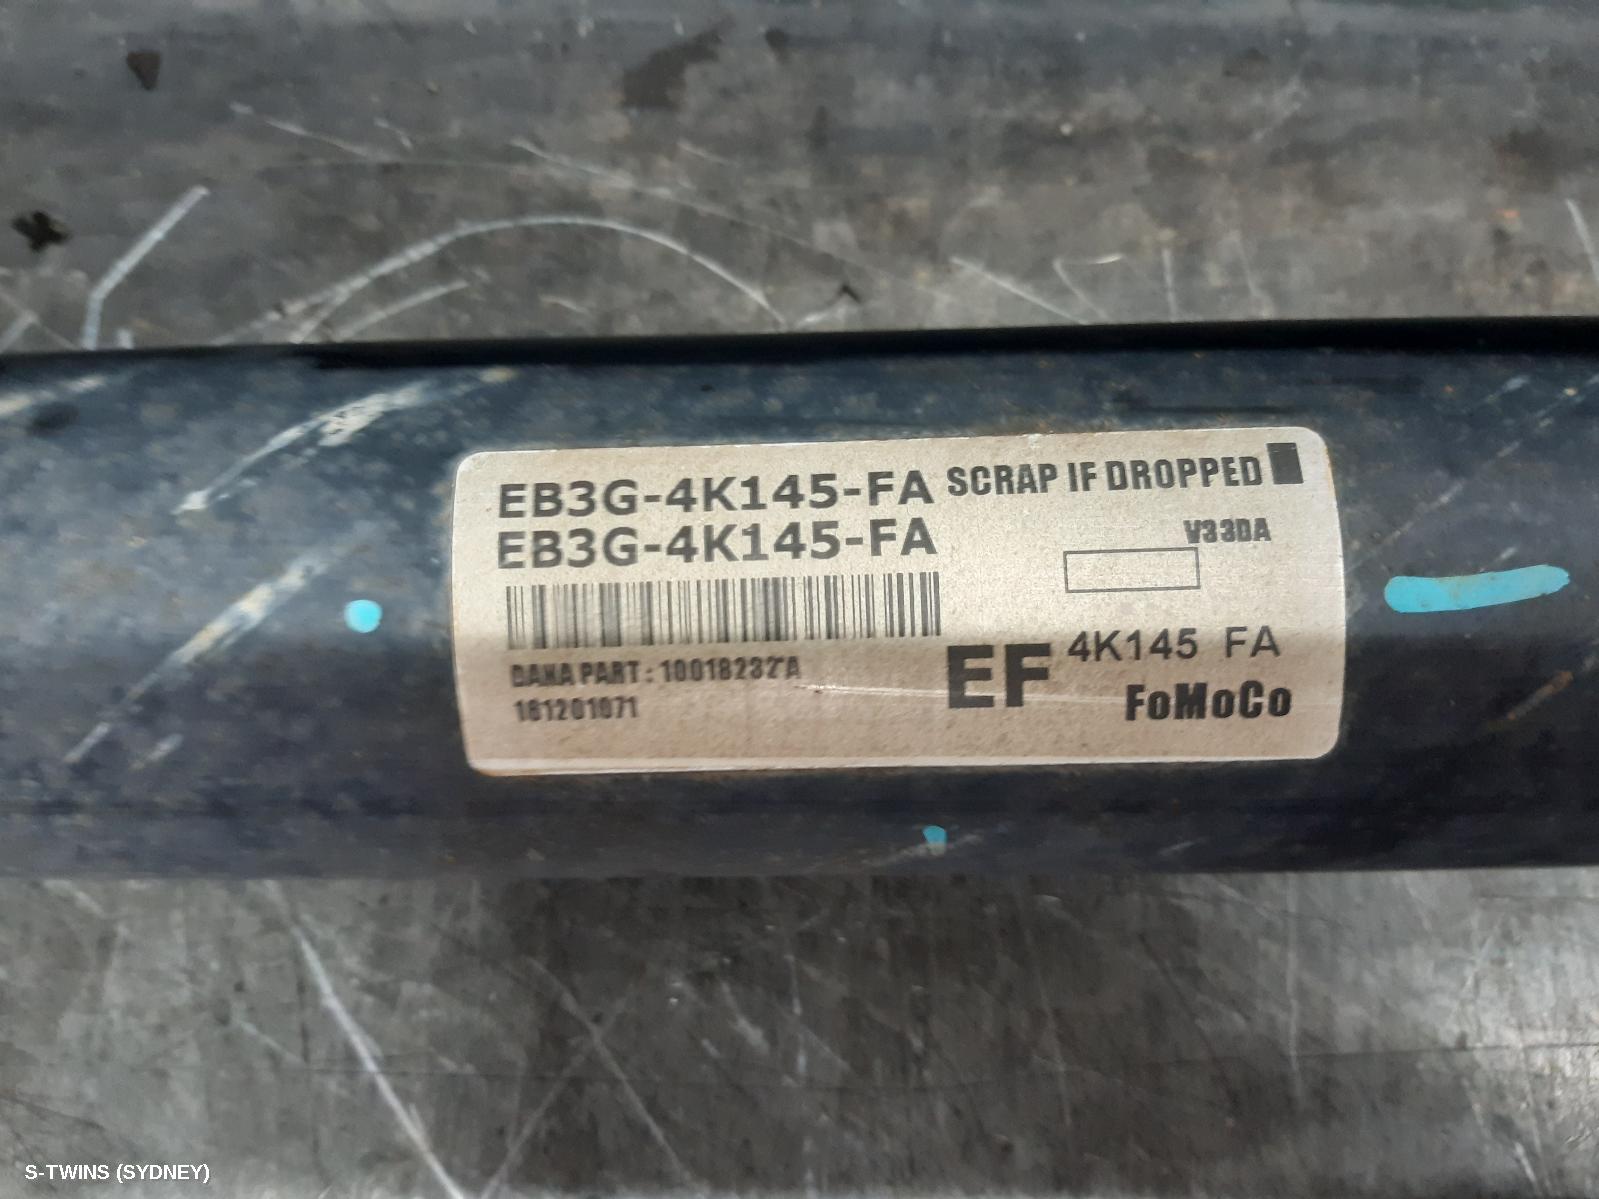 EB3G-4K145-FA SCRAP IF DROPPED
EB3G-4K145-FA
V33DA
DANA PART: 10018232'A
161201071
EF 4K145 FA
FoMoCo
S-TWINS (SYDNEY)